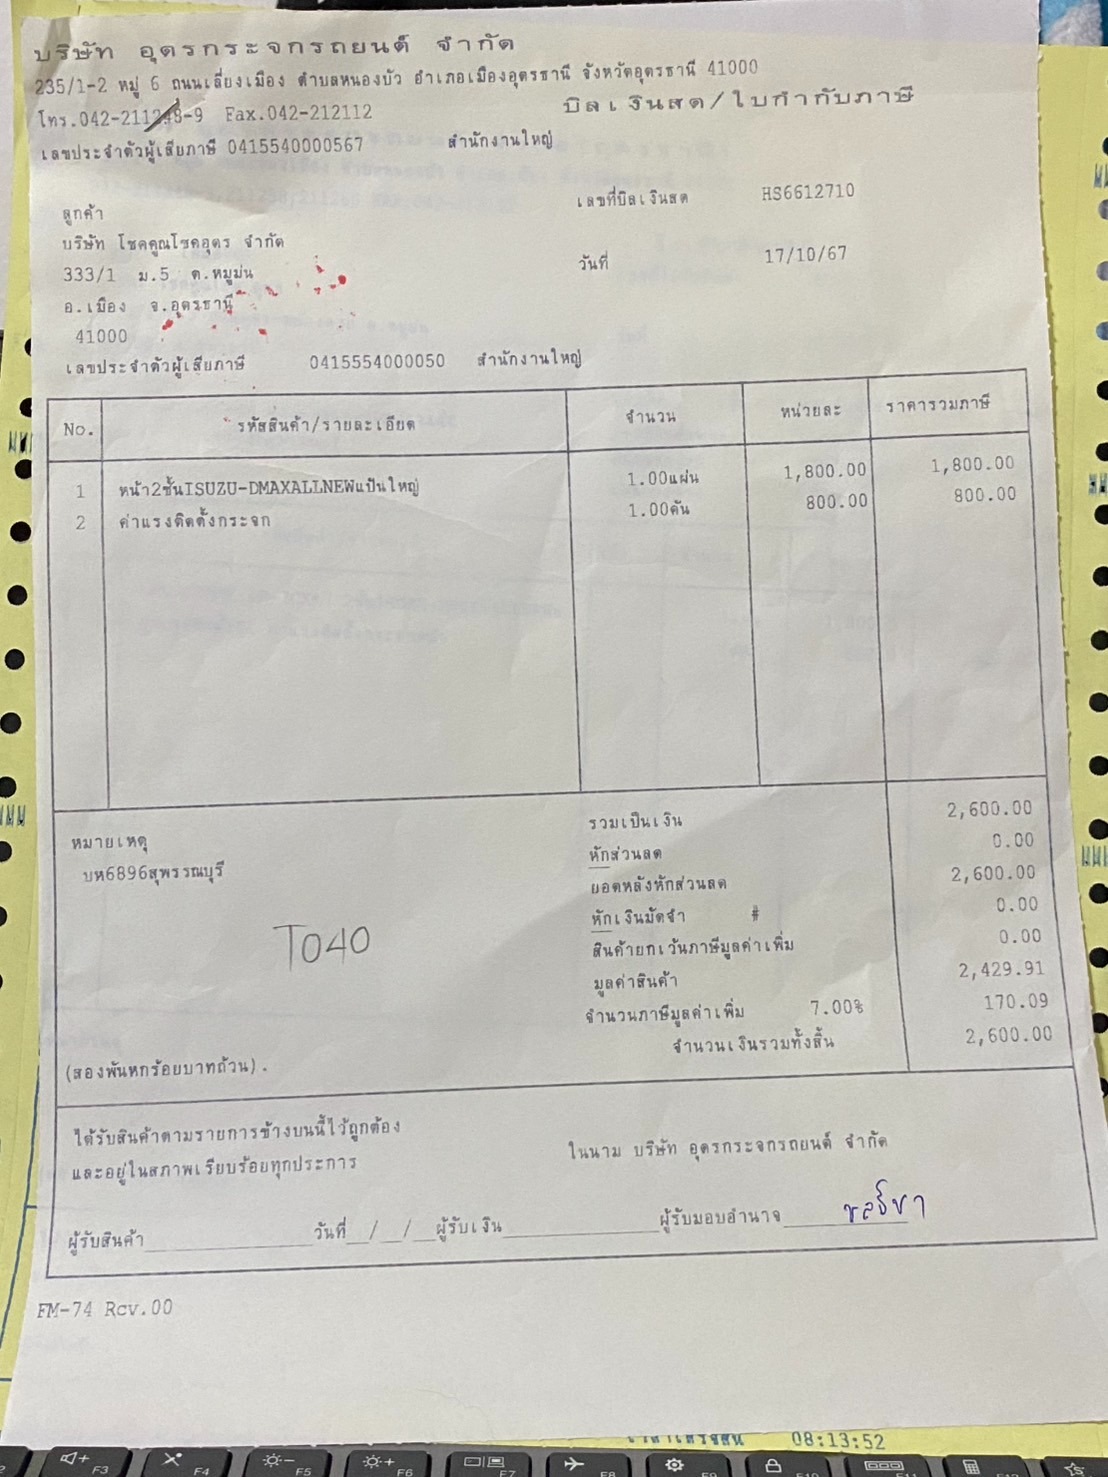 บริษัท อุดรกระจกรถยนต์ จำกัด
235/1-2 หมู่ 6 ถนนเลี่ยงเมือง ตำบลหนองบัว อำเภอเมืองอุดรธานี จังหวัดอุดรธานี 41000
บิลเงินสด/ใบกำกับภาษี
โทร.042-211248-9 Fax.042-212112
เลขประจำตัวผู้เสียภาษี 0415540000567 สำนักงานใหญ่
เลขที่บิลเงินสด HS6612710
ลูกค้า
บริษัท โชคคูณโชคอุดร จำกัด
วันที่ 17/10/67
333/1 ม.5 ต.หมูม่น
อ.เมือง จ.อุดรธานี
41000
เลขประจำตัวผู้เสียภาษี 0415554000050 สำนักงานใหญ่
No. รหัสสินค้า/รายละเอียด จำนวน หน่วยละ ราคารวมภาษี
1 หน้า2ชั้นISUZU-DMAXALLNEWแป้นใหญ่ 1.00แผ่น 1,800.00 1,800.00
2 ค่าแรงติดตั้งกระจก 1.00คัน 800.00 800.00
รวมเป็นเงิน 2,600.00
หมายเหตุ
หักส่วนลด 0.00
บห6896สุพรรณบุรี
ยอดหลังหักส่วนลด 2,600.00
หักเงินมัดจำ # 0.00
T040
สินค้ายกเว้นภาษีมูลค่าเพิ่ม 0.00
มูลค่าสินค้า 2,429.91
จำนวนภาษีมูลค่าเพิ่ม 7.00% 170.09
จำนวนเงินรวมทั้งสิ้น 2,600.00
(สองพันหกร้อยบาทถ้วน).
ได้รับสินค้าตามรายการข้างบนนี้ไว้ถูกต้อง
และอยู่ในสภาพเรียบร้อยทุกประการ
ในนาม บริษัท อุดรกระจกรถยนต์ จำกัด
ผู้รับสินค้า วันที่ / / ผู้รับเงิน ผู้รับมอบอำนาจ ชลธิชา
FM-74 Rev.00
08:13:52
F3 F4 F5 F6 F7 F8 F9 F10 F11